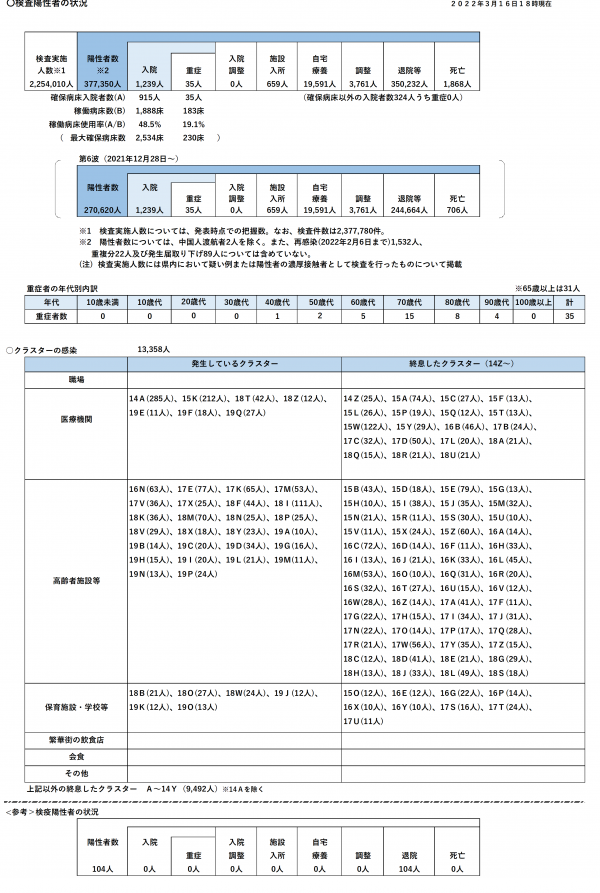 〇検査陽性者の状況
２０２２年３月１６日１８時現在
検査実施人数※1 陽性者数※2 入院 重症 入院調整 施設入所 自宅療養 調整 退院等 死亡
2,254,010人 377,350人 1,239人 35人 0人 659人 19,591人 3,761人 350,232人 1,868人
確保病床入院者数(A) 915人 35人 （確保病床以外の入院者数324人うち重症0人）
稼働病床数(B) 1,888床 183床
稼働病床使用率(A/B) 48.5% 19.1%
（ 最大確保病床数 2,534床 230床 ）
第6波（2021年12月28日～）
陽性者数 入院 重症 入院調整 施設入所 自宅療養 調整 退院等 死亡
270,620人 1,239人 35人 0人 659人 19,591人 3,761人 244,664人 706人
※1 検査実施人数については、発表時点での把握数。なお、検査件数は2,377,780件。
※2 陽性者数については、中国人渡航者2人を除く。また、再感染(2022年2月6日まで)1,532人、
重複分22人及び発生届取り下げ89人については含めていない。
(注) 検査実施人数には県内において疑い例または陽性者の濃厚接触者として検査を行ったものについて掲載
重症者の年代別内訳 ※65歳以上は31人
年代 10歳未満 10歳代 20歳代 30歳代 40歳代 50歳代 60歳代 70歳代 80歳代 90歳代 100歳以上 計
重症者数 0 0 0 0 1 2 5 15 8 4 0 35
○クラスターの感染 13,358人
発生しているクラスター 終息したクラスター（14Z～）
職場
医療機関
14A(285人)、15K(212人)、18T(42人)、18Z(12人)、
19E(11人)、19F(18人)、19Q(27人)
14Z(25人)、15A(74人)、15C(27人)、15F(13人)、
15L(26人)、15P(19人)、15Q(12人)、15T(13人)、
15W(122人)、15Y(29人)、16B(46人)、17B(24人)、
17C(32人)、17D(50人)、17L(20人)、18A(21人)、
18Q(15人)、18R(21人)、18U(21人)
高齢者施設等
16N(63人)、17E(77人)、17K(65人)、17M(53人)、
17V(36人)、17X(25人)、18F(44人)、18I(111人)、
18K(36人)、18M(70人)、18N(25人)、18P(25人)、
18V(29人)、18X(18人)、18Y(23人)、19A(10人)、
19B(14人)、19C(20人)、19D(34人)、19G(16人)、
19H(15人)、19I(20人)、19L(21人)、19M(11人)、
19N(13人)、19P(24人)
15B(43人)、15D(18人)、15E(79人)、15G(13人)、
15H(10人)、15I(38人)、15J(35人)、15M(32人)、
15N(21人)、15R(11人)、15S(30人)、15U(10人)、
15V(11人)、15X(24人)、15Z(60人)、16A(14人)、
16C(72人)、16D(14人)、16F(11人)、16H(33人)、
16I(13人)、16J(21人)、16K(33人)、16L(45人)、
16M(53人)、16O(10人)、16Q(31人)、16R(20人)、
16S(32人)、16T(27人)、16U(15人)、16V(12人)、
16W(28人)、16Z(14人)、17A(41人)、17F(11人)、
17G(22人)、17H(15人)、17I(34人)、17J(31人)、
17N(22人)、17O(14人)、17P(17人)、17Q(28人)、
17R(21人)、17W(56人)、17Y(35人)、17Z(15人)、
18C(12人)、18D(41人)、18E(21人)、18G(29人)、
18H(13人)、18J(33人)、18L(49人)、18S(18人)
保育施設・学校等
18B(21人)、18O(27人)、18W(24人)、19J(12人)、
19K(12人)、19O(13人)
15O(12人)、16E(12人)、16G(22人)、16P(14人)、
16X(10人)、16Y(10人)、17S(16人)、17T(24人)、
17U(11人)
繁華街の飲食店
会食
その他
上記以外の終息したクラスター A～14Y（9,492人）※14Aを除く
<参考>検疫陽性者の状況
陽性者数 入院 重症 入院調整 施設入所 自宅療養 調整 退院 死亡
104人 0人 0人 0人 0人 0人 0人 104人 0人